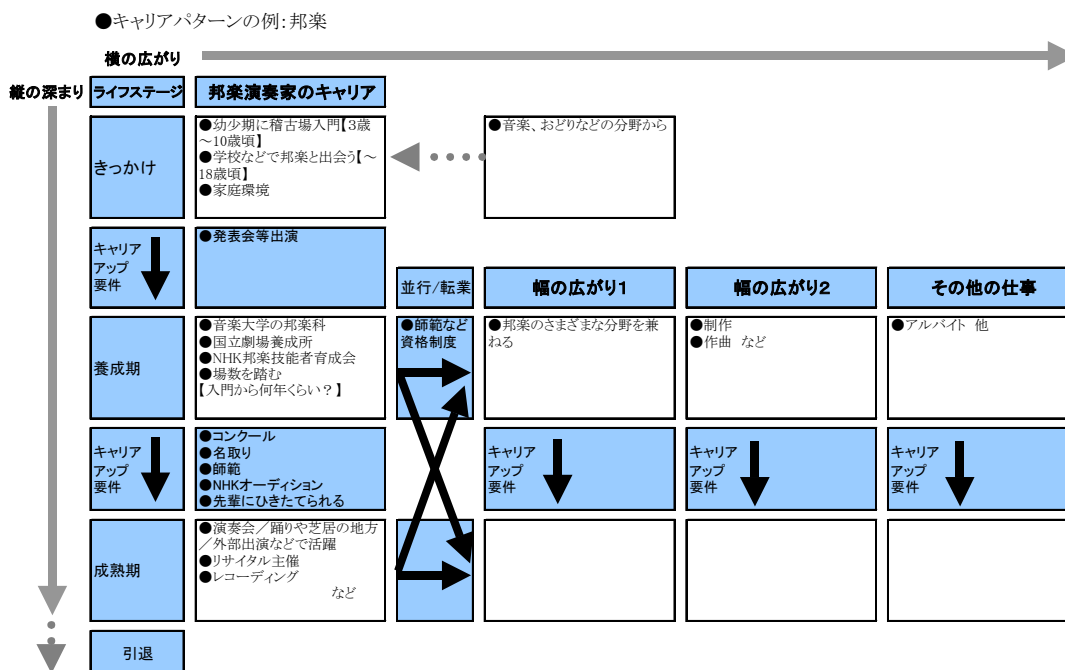 ●キャリアパターンの例：邦楽
横の広がり
縦の深まり
ライフステージ
邦楽演奏家のキャリア
きっかけ
●幼少期に稽古場入門【3歳
～10歳頃】
●学校などで邦楽と出会う【～
18歳頃】
●家庭環境
●音楽、おどりなどの分野から
キャリア
アップ
要件
●発表会等出演
並行/転業
幅の広がり1
幅の広がり2
その他の仕事
養成期
●音楽大学の邦楽科
●国立劇場養成所
●NHK邦楽技能者育成会
●場数を踏む
【入門から何年くらい？】
●師範など
資格制度
●邦楽のさまざまな分野を兼
ねる
●制作
●作曲 など
●アルバイト 他
キャリア
アップ
要件
●コンクール
●名取り
●師範
●NHKオーディション
●先輩にひきたてられる
キャリア
アップ
要件
キャリア
アップ
要件
キャリア
アップ
要件
成熟期
●演奏会／踊りや芝居の地方
／外部出演などで活躍
●リサイタル主催
●レコーディング
など
引退